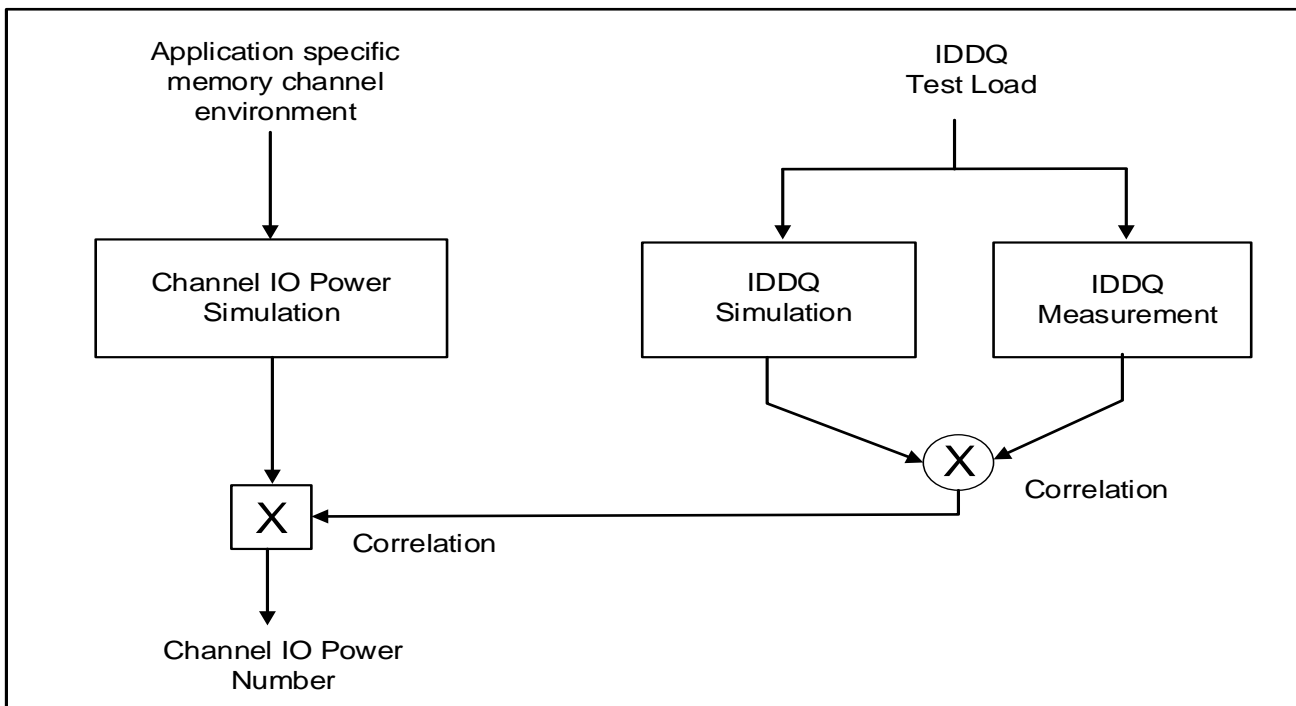 Application specific
memory channel
environment
IDDQ
Test Load
Channel IO Power
Simulation
IDDQ
Simulation
IDDQ
Measurement
X
Correlation
X
Correlation
Channel IO Power
Number